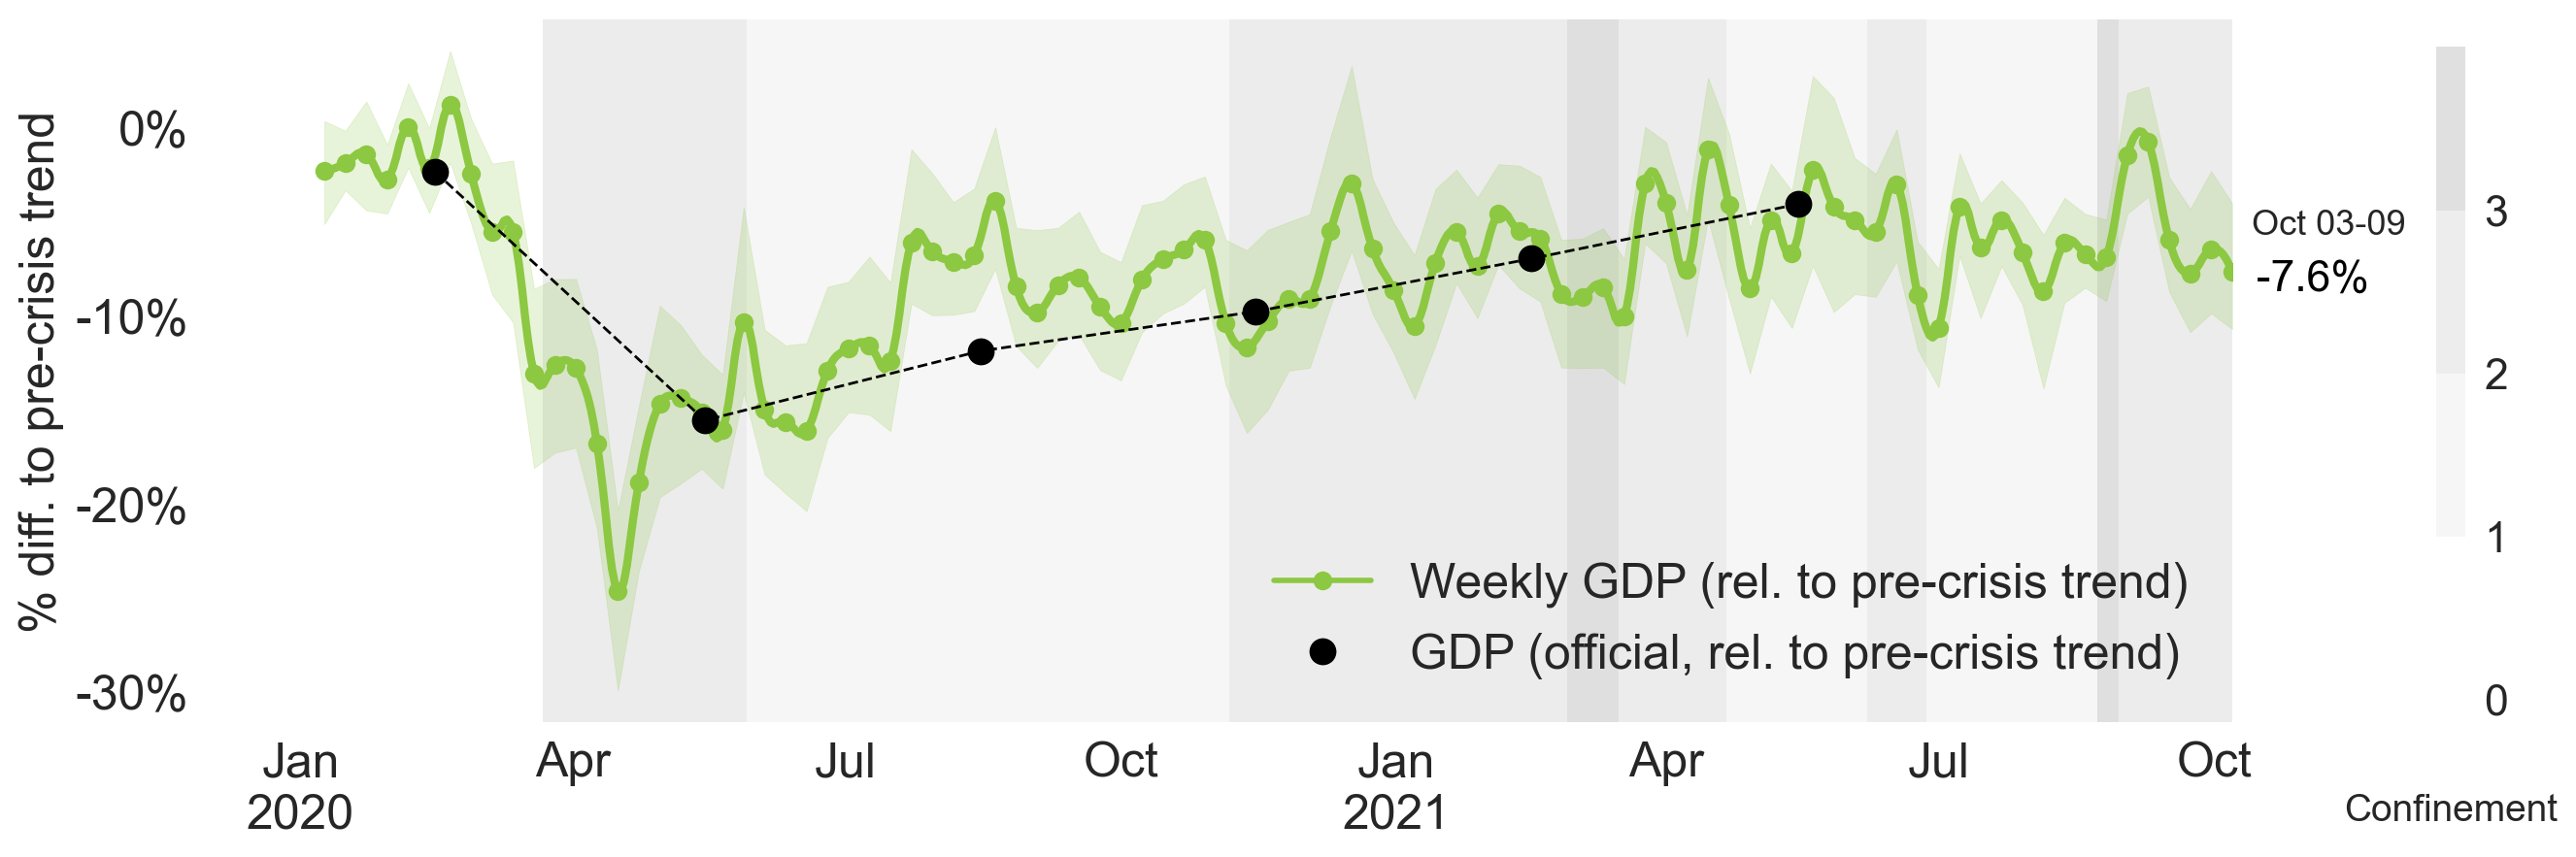 % diff. to pre-crisis trend
0%
-10%
-20%
-30%
Jan
2020
Apr
Jul
Oct
Jan
2021
Apr
Jul
Oct
Weekly GDP (rel. to pre-crisis trend)
GDP (official, rel. to pre-crisis trend)
Oct 03-09
-7.6%
3
2
1
0
Confinement